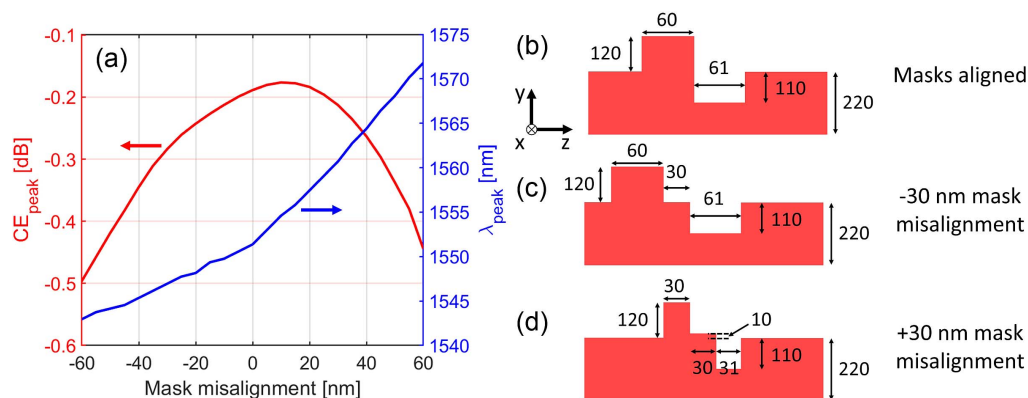 (a)
-0.1
-0.2
-0.3
-0.4
-0.5
-0.6
CEpeak [dB]
-60 -40 -20 0 20 40 60
Mask misalignment [nm]
1575
1570
1565
1560
1555
1550
1545
1540
λpeak [nm]
(b)
60
120
61
110
220
Masks aligned
y
x
z
(c)
60
30
120
61
110
220
-30 nm mask
misalignment
(d)
30
120
10
30
31
110
220
+30 nm mask
misalignment